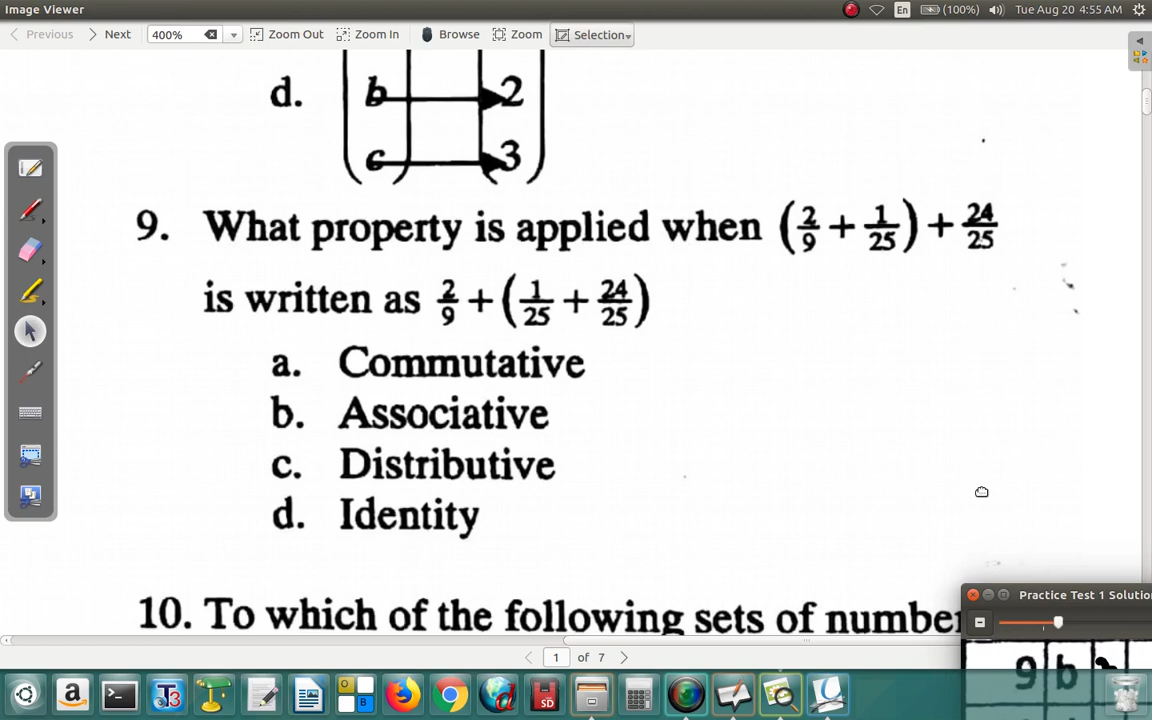 Image Viewer
En
(100%)
Tue Aug 20 4:55 AM
Previous
Next
400%
Zoom Out
Zoom In
Browse
Zoom
Selection
d.
b
2
c
3
9. What property is applied when (2/9 + 1/25) + 24/25
is written as 2/9 + (1/25 + 24/25)
a. Commutative
b. Associative
c. Distributive
d. Identity
10. To which of the following sets of number
Practice Test 1 Solutio
9 b
1 of 7
SD